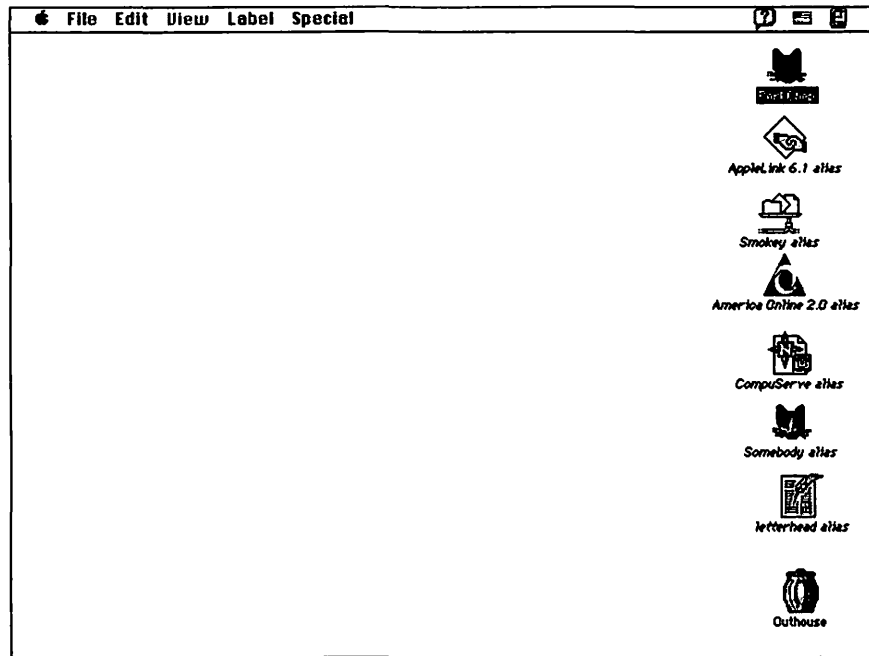 File Edit View Label Special
AppleLink 6.1 alias
Smokey alias
America Online 2.0 alias
CompuServe alias
Somebody alias
letterhead alias
Outhouse